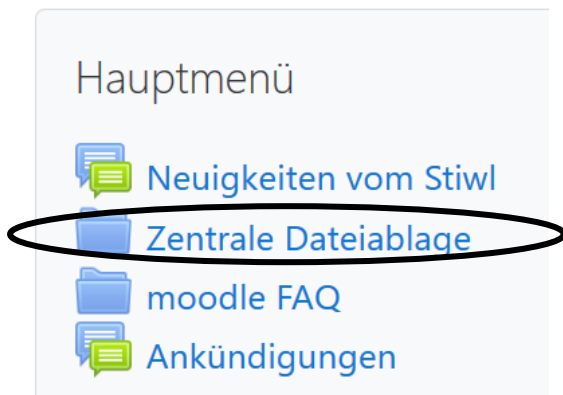 Hauptmenü
Neuigkeiten vom Stiwl
Zentrale Dateiablage
moodle FAQ
Ankündigungen